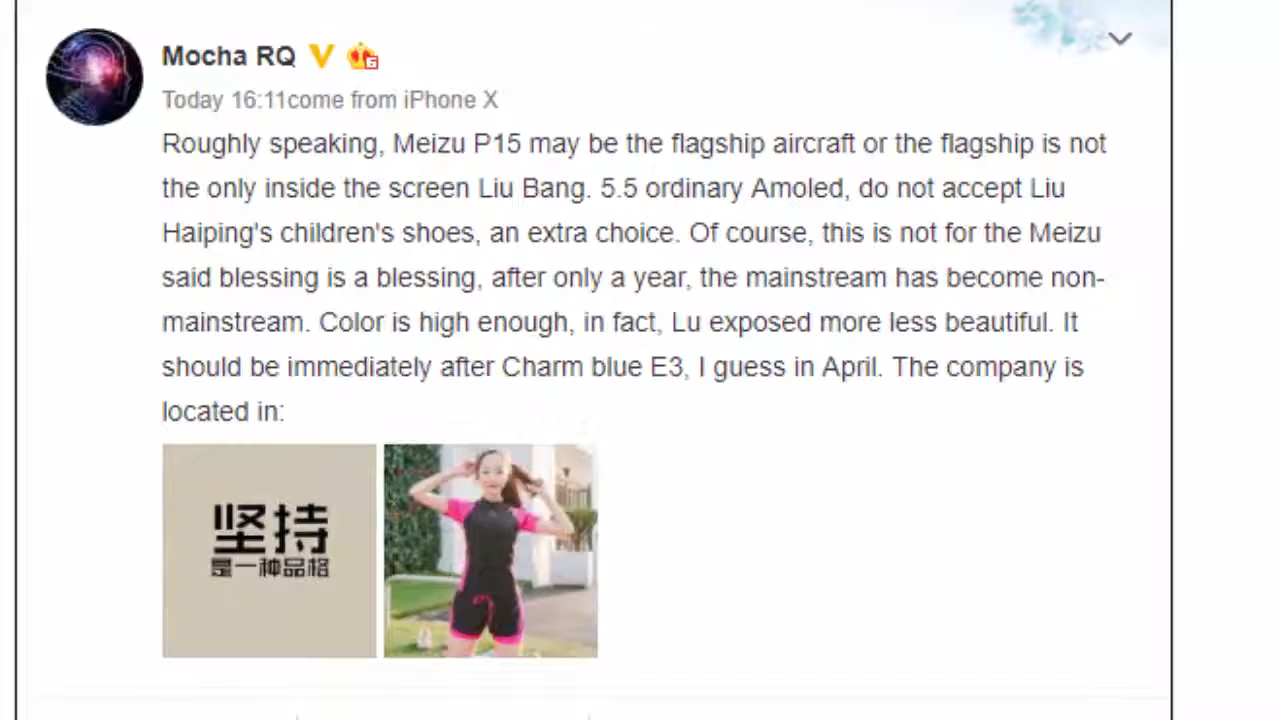 Mocha RQ
Today 16:11come from iPhone X
Roughly speaking, Meizu P15 may be the flagship aircraft or the flagship is not
the only inside the screen Liu Bang. 5.5 ordinary Amoled, do not accept Liu
Haiping's children's shoes, an extra choice. Of course, this is not for the Meizu
said blessing is a blessing, after only a year, the mainstream has become non-
mainstream. Color is high enough, in fact, Lu exposed more less beautiful. It
should be immediately after Charm blue E3, I guess in April. The company is
located in:
坚持
是一种品格